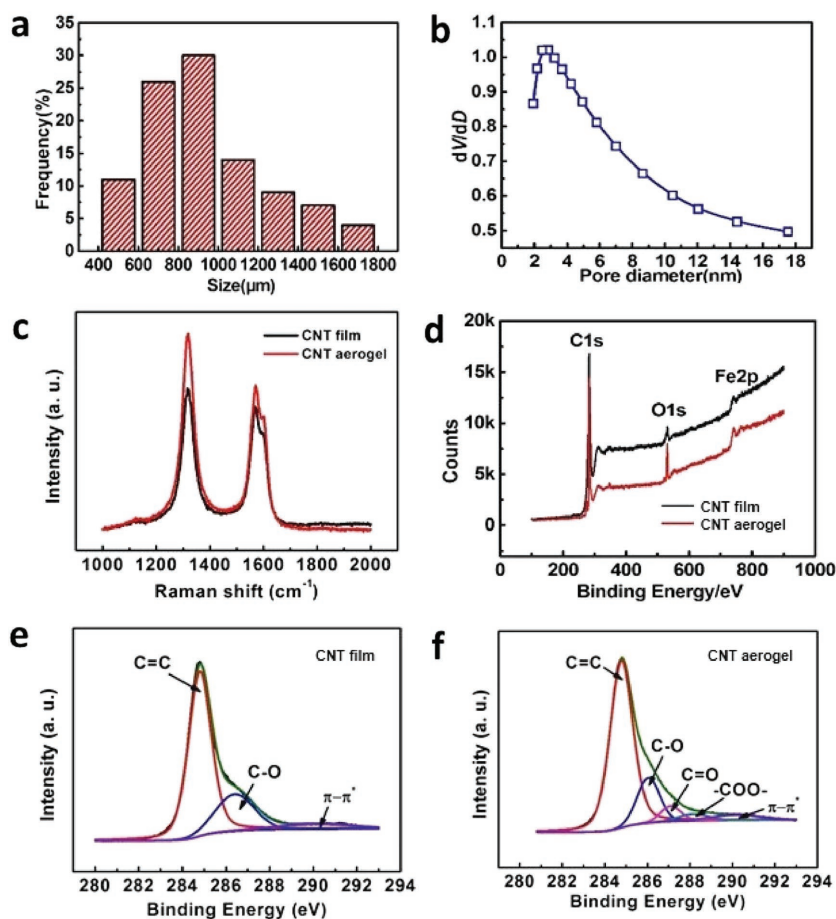 a
35
30
25
20
15
10
5
0
Frequency(%)
400 600 800 1000 1200 1400 1600 1800
Size(μm)
b
1.1
1.0
0.9
0.8
0.7
0.6
0.5
dV/dD
0 2 4 6 8 10 12 14 16 18
Pore diameter(nm)
c
CNT film
CNT aerogel
Intensity (a. u.)
1000 1200 1400 1600 1800 2000
Raman shift (cm⁻¹)
d
20k
15k
10k
5k
0
Counts
C1s
O1s
Fe2p
CNT film
CNT aerogel
0 200 400 600 800 1000
Binding Energy/eV
e
CNT film
C=C
C-O
π−π*
Intensity (a. u.)
280 282 284 286 288 290 292 294
Binding Energy (eV)
f
CNT aerogel
C=C
C-O
C=O
-COO-
π−π*
Intensity (a. u.)
280 282 284 286 288 290 292 294
Binding Energy (eV)